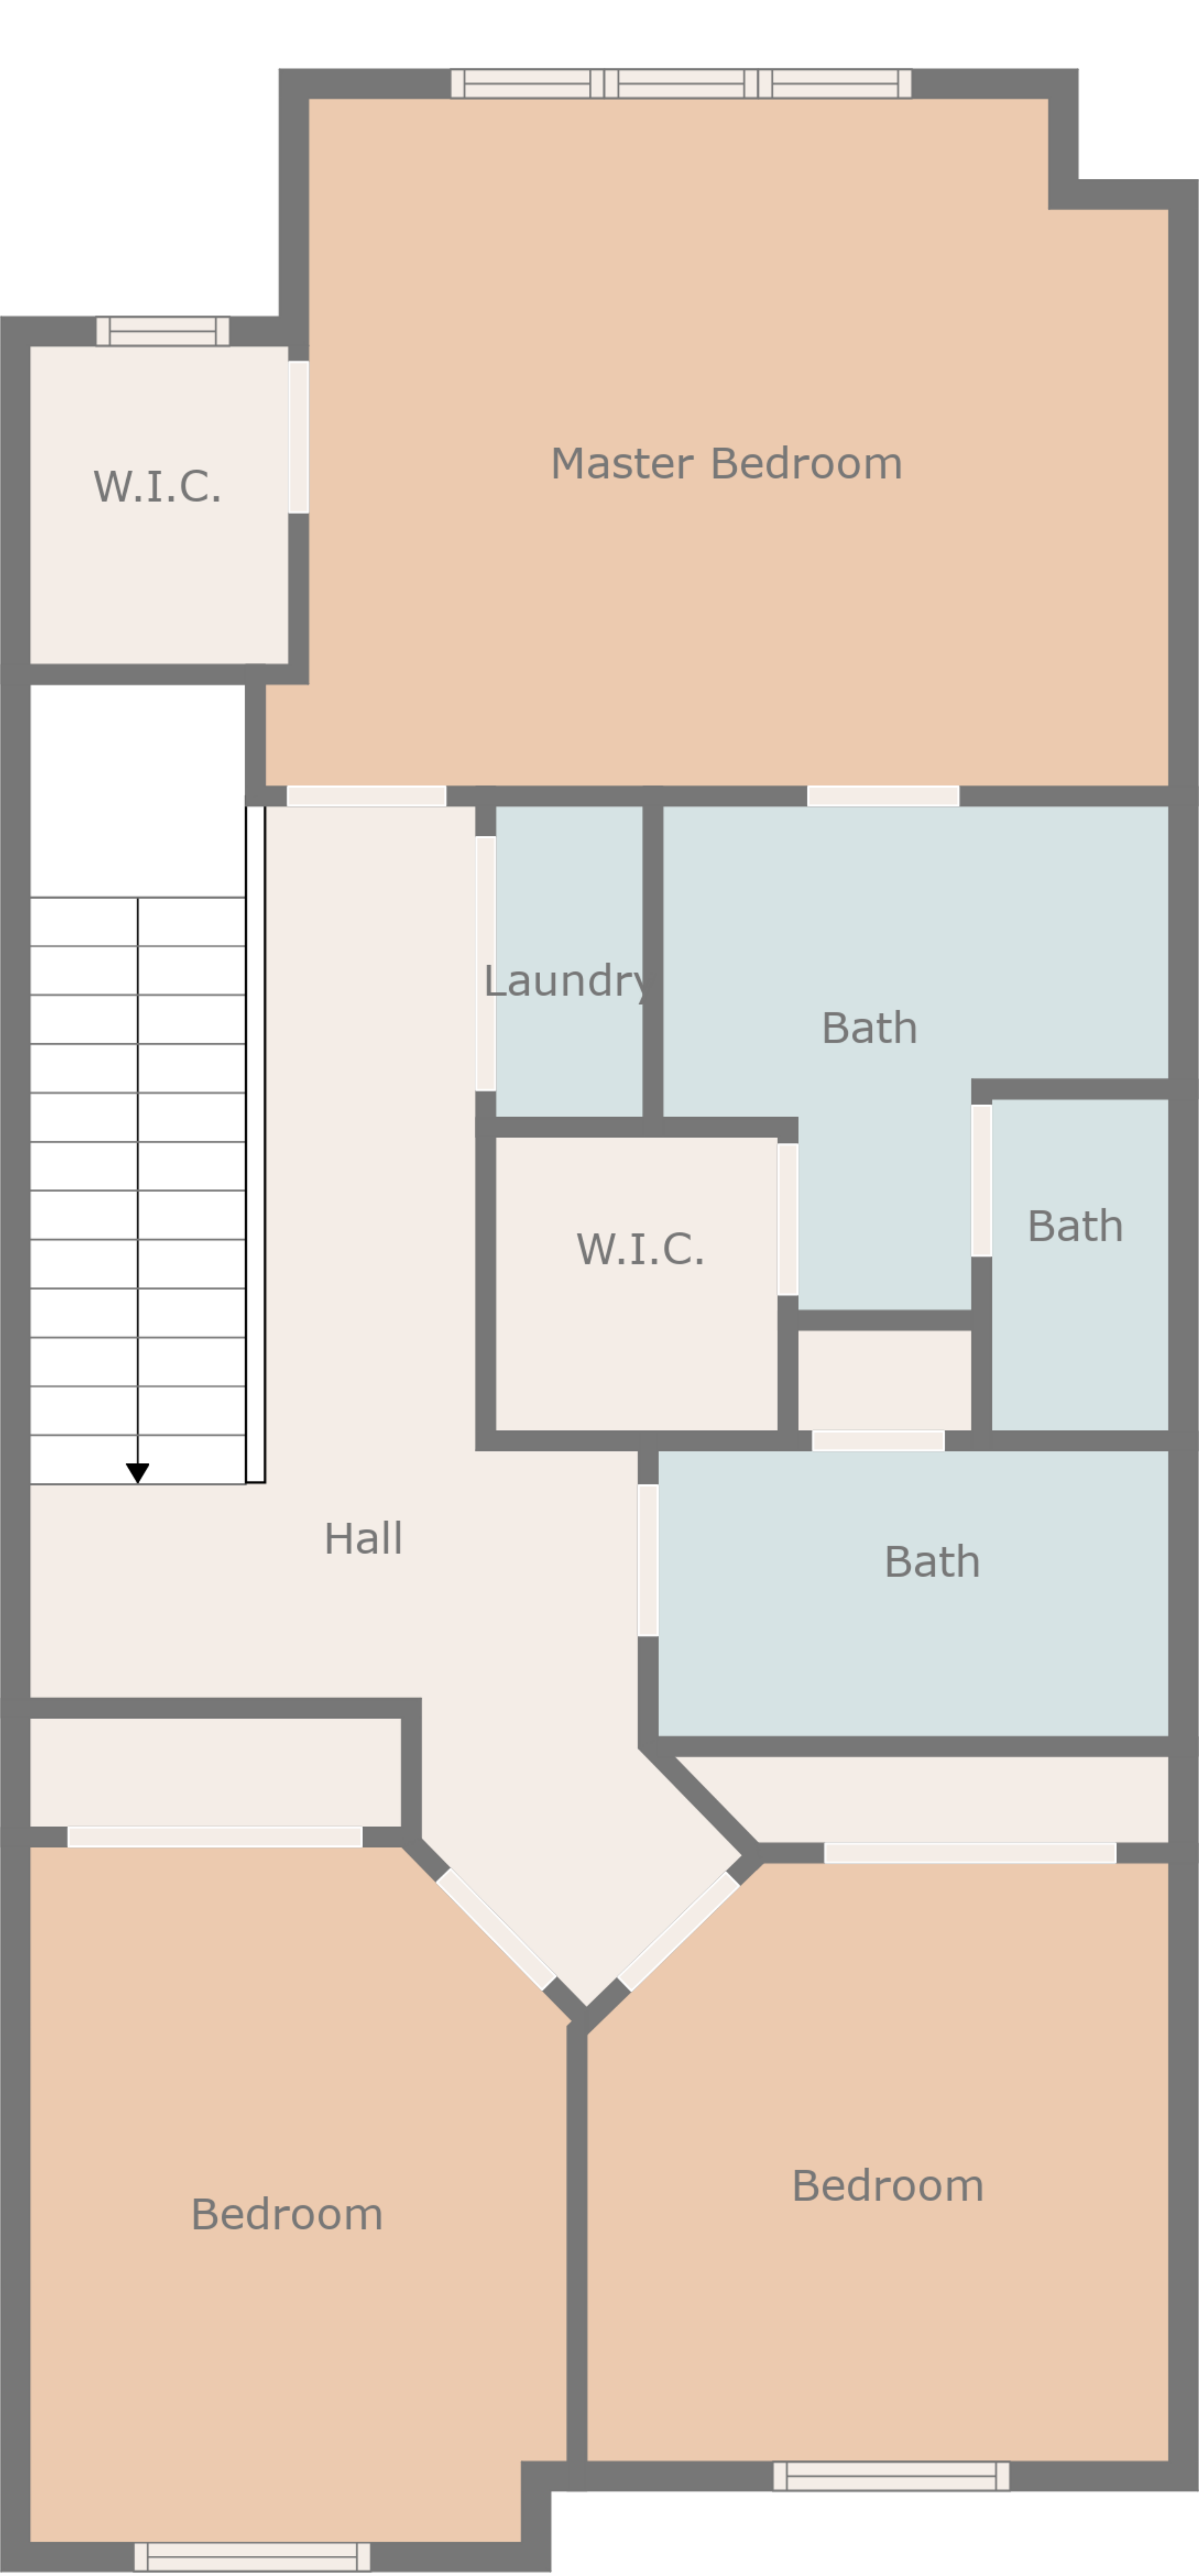 Master Bedroom
W.I.C.
Laundry
Bath
Bath
W.I.C.
Hall
Bath
Bedroom
Bedroom